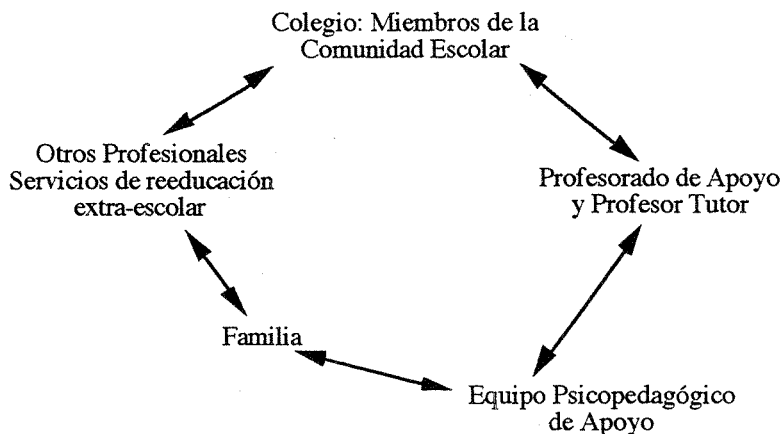 Colegio: Miembros de la
Comunidad Escolar
Otros Profesionales
Servicios de reeducación
extra-escolar
Profesorado de Apoyo
y Profesor Tutor
Familia
Equipo Psicopedagógico
de Apoyo